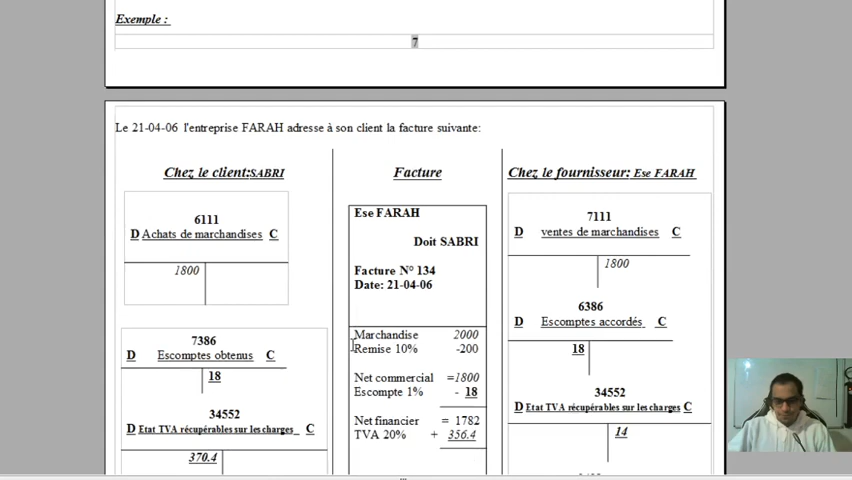 Exemple :
7
Le 21-04-06 l'entreprise FARAH adresse à son client la facture suivante:
Chez le client:SABRI
6111
D Achats de marchandises C
1800
7386
D Escomptes obtenus C
18
34552
D Etat TVA récupérables sur les charges C
370.4
Facture
Ese FARAH
Doit SABRI
Facture N° 134
Date: 21-04-06
Marchandise 2000
Remise 10% -200
Net commercial =1800
Escompte 1% - 18
Net financier = 1782
TVA 20% + 356.4
Chez le fournisseur: Ese FARAH
7111
D ventes de marchandises C
1800
6386
D Escomptes accordés C
18
34552
D Etat TVA récupérables sur les charges C
14